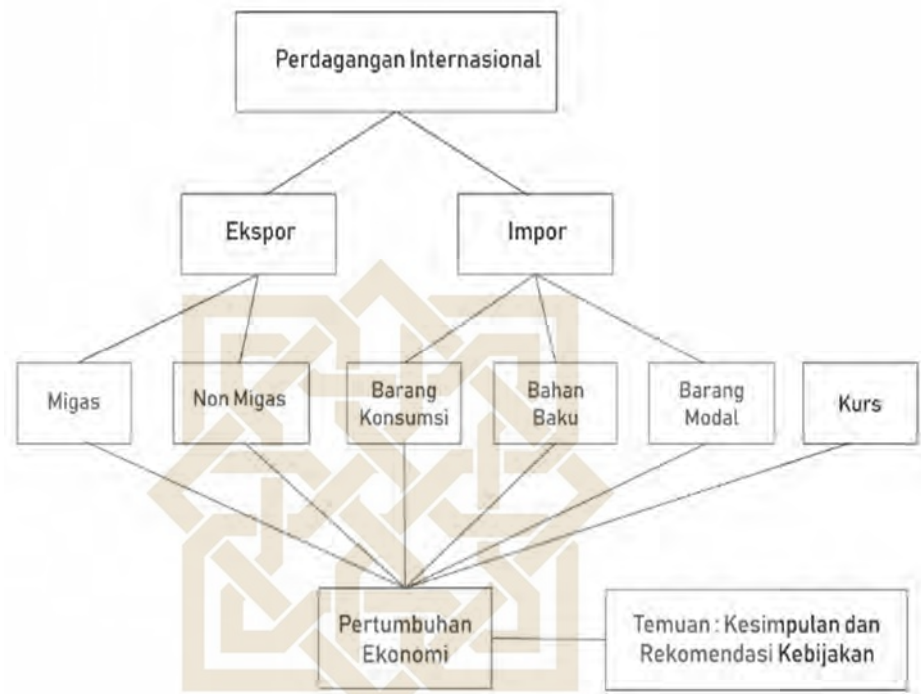 Perdagangan Internasional
Ekspor
Impor
Migas
Non Migas
Barang
Konsumsi
Bahan
Baku
Barang
Modal
Kurs
Pertumbuhan
Ekonomi
Temuan : Kesimpulan dan
Rekomendasi Kebijakan